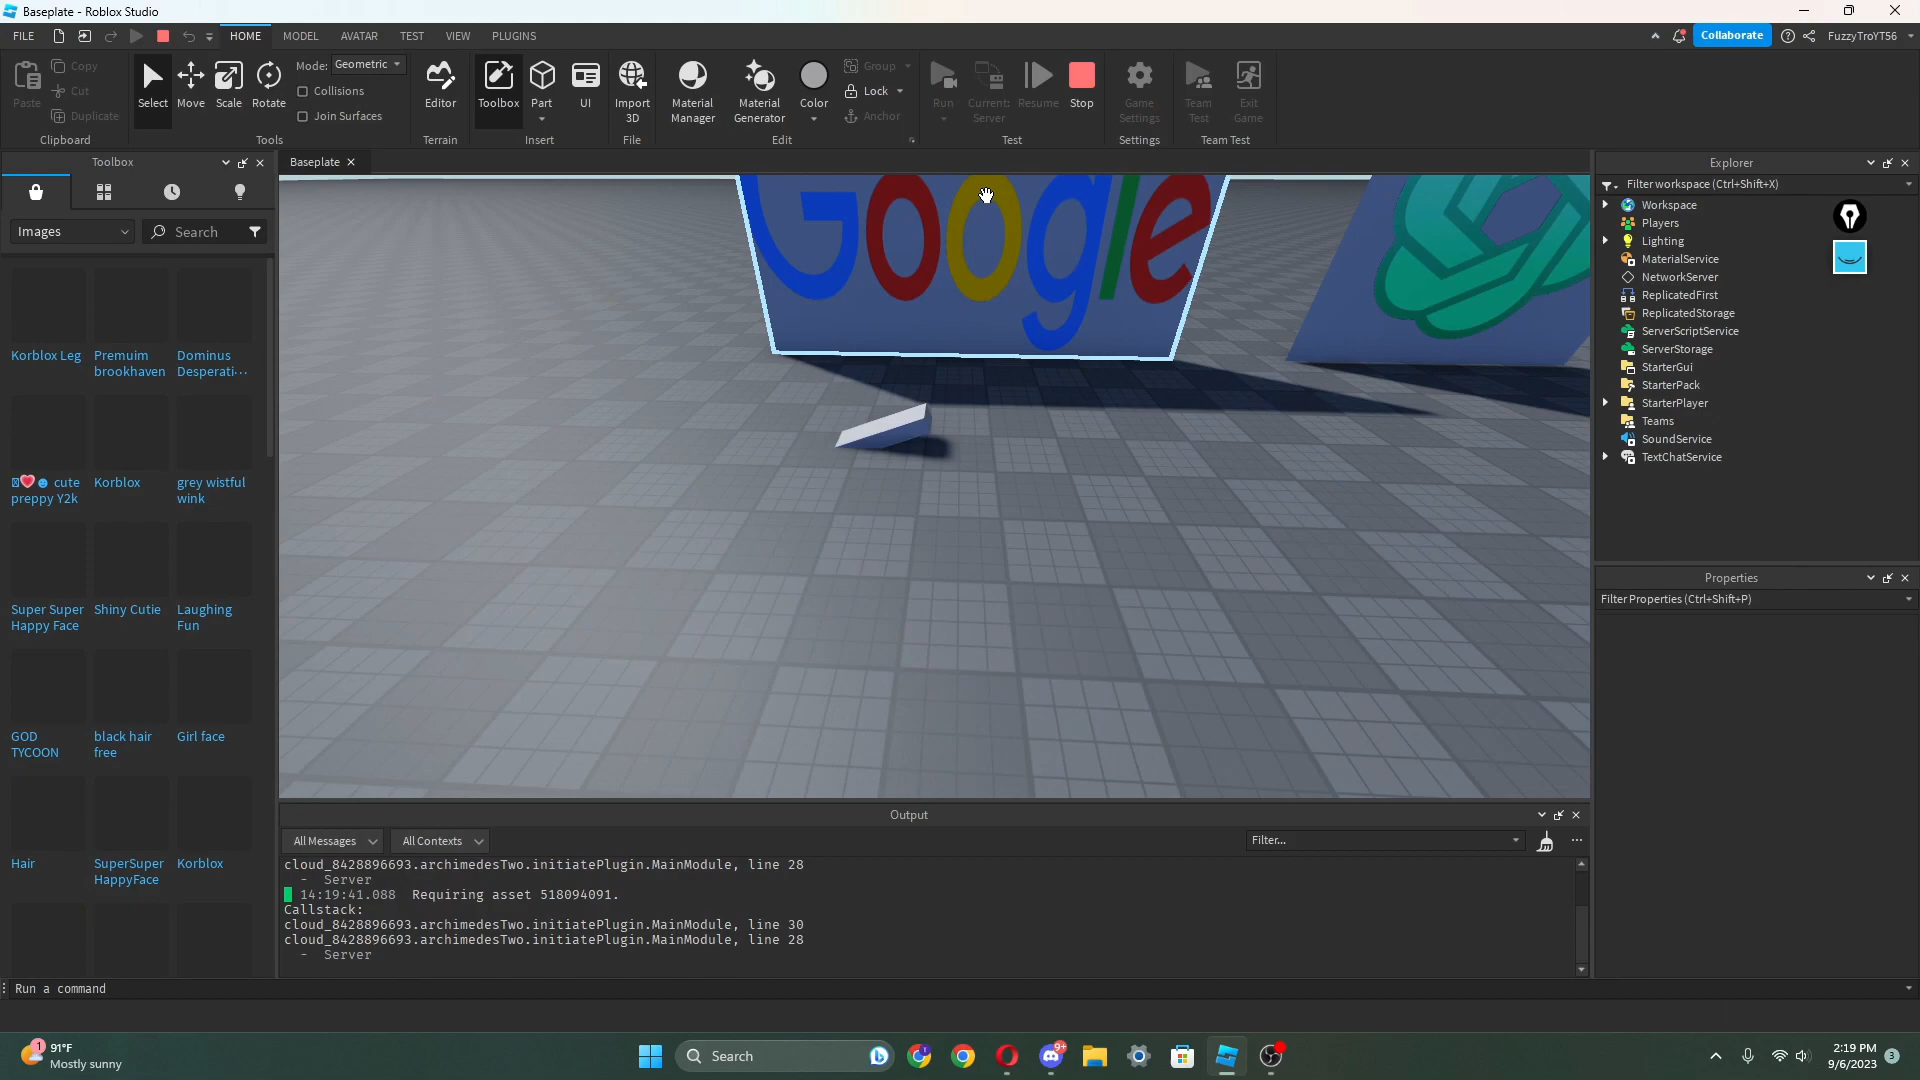 Baseplate - Roblox Studio
FILE HOME MODEL AVATAR TEST VIEW PLUGINS Collaborate FuzzyTroYT56
Paste Copy Cut Duplicate Clipboard
Select Move Scale Rotate Mode: Geometric Collisions Join Surfaces Tools
Editor Terrain
Toolbox Part UI Insert
Import 3D File
Material Manager Material Generator Color Group Lock Anchor Edit
Run Current: Server Resume Stop Test
Game Settings Settings
Team Test Exit Game Team Test
Toolbox
Images Search
Korblox Leg
Premuim brookhaven
Dominus Desperati...
cute preppy Y2k
Korblox
grey wistful wink
Super Super Happy Face
Shiny Cutie
Laughing Fun
GOD TYCOON
black hair free
Girl face
Hair
SuperSuper HappyFace
Korblox
Baseplate
Google
Explorer
Filter workspace (Ctrl+Shift+X)
Workspace
Players
Lighting
MaterialService
NetworkServer
ReplicatedFirst
ReplicatedStorage
ServerScriptService
ServerStorage
StarterGui
StarterPack
StarterPlayer
Teams
SoundService
TextChatService
Properties
Filter Properties (Ctrl+Shift+P)
Output
All Messages All Contexts Filter...
cloud_8428896693.archimedesTwo.initiatePlugin.MainModule, line 28
- Server
14:19:41.088 Requiring asset 518094091.
Callstack:
cloud_8428896693.archimedesTwo.initiatePlugin.MainModule, line 30
cloud_8428896693.archimedesTwo.initiatePlugin.MainModule, line 28
- Server
Run a command
1
91°F
Mostly sunny
Search
9+
2:19 PM
9/6/2023
3